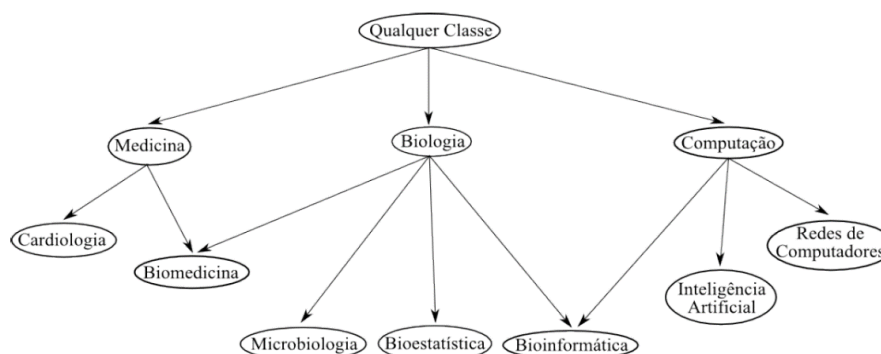 Qualquer Classe
Medicina
Biologia
Computação
Cardiologia
Biomedicina
Redes de
Computadores
Inteligência
Artificial
Microbiologia
Bioestatística
Bioinformática